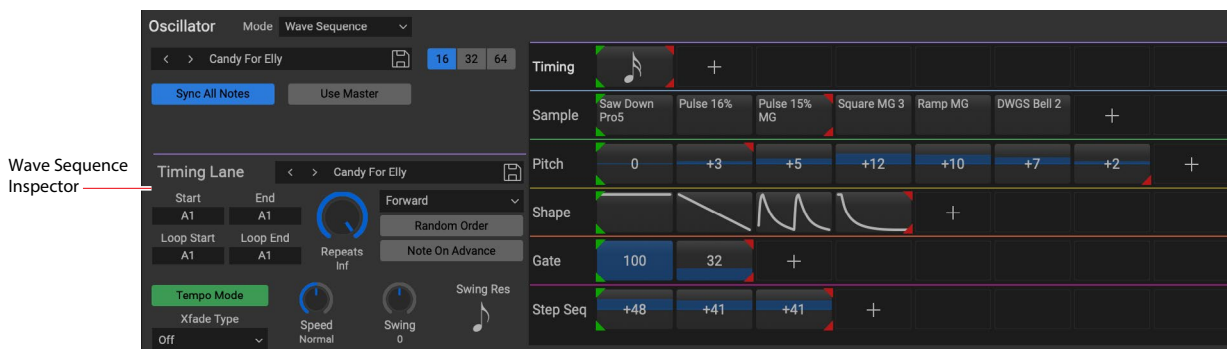 Oscillator Mode Wave Sequence
< > Candy For Elly 16 32 64
Sync All Notes Use Master
Wave Sequence
Inspector
Timing Lane < > Candy For Elly
Start End
A1 A1
Loop Start Loop End
A1 A1
Repeats
Inf
Forward
Random Order
Note On Advance
Tempo Mode
Xfade Type
Off
Speed
Normal
Swing
0
Swing Res
Timing +
Sample Saw Down Pro5 Pulse 16% Pulse 15% MG Square MG 3 Ramp MG DWGS Bell 2 +
Pitch 0 +3 +5 +12 +10 +7 +2 +
Shape +
Gate 100 32 +
Step Seq +48 +41 +41 +